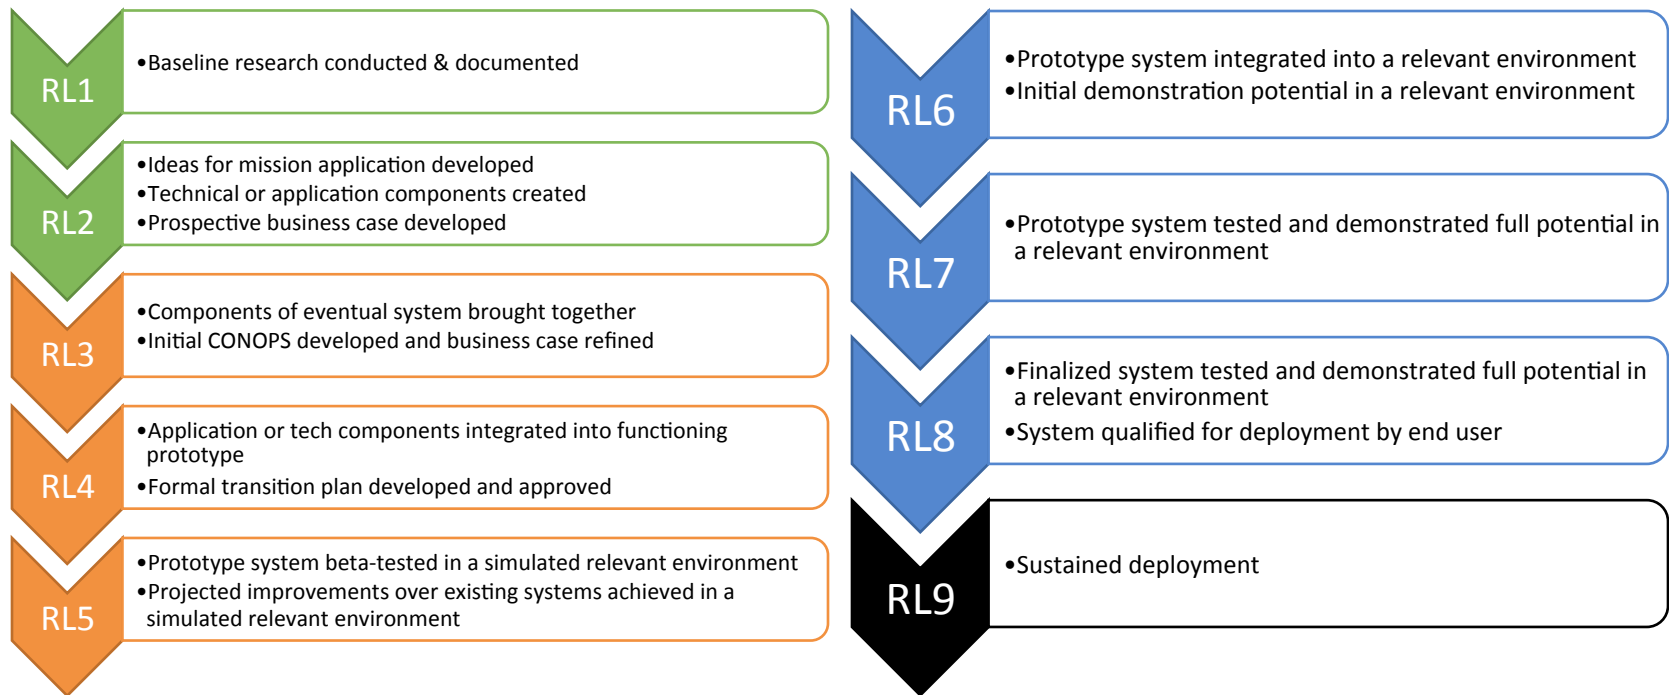 RL1
•Baseline research conducted & documented
RL2
•Ideas for mission application developed
•Technical or application components created
•Prospective business case developed
RL3
•Components of eventual system brought together
•Initial CONOPS developed and business case refined
RL4
•Application or tech components integrated into functioning
prototype
•Formal transition plan developed and approved
RL5
•Prototype system beta-tested in a simulated relevant environment
•Projected improvements over existing systems achieved in a
simulated relevant environment
RL6
•Prototype system integrated into a relevant environment
•Initial demonstration potential in a relevant environment
RL7
•Prototype system tested and demonstrated full potential in
a relevant environment
RL8
•Finalized system tested and demonstrated full potential in
a relevant environment
•System qualified for deployment by end user
RL9
•Sustained deployment